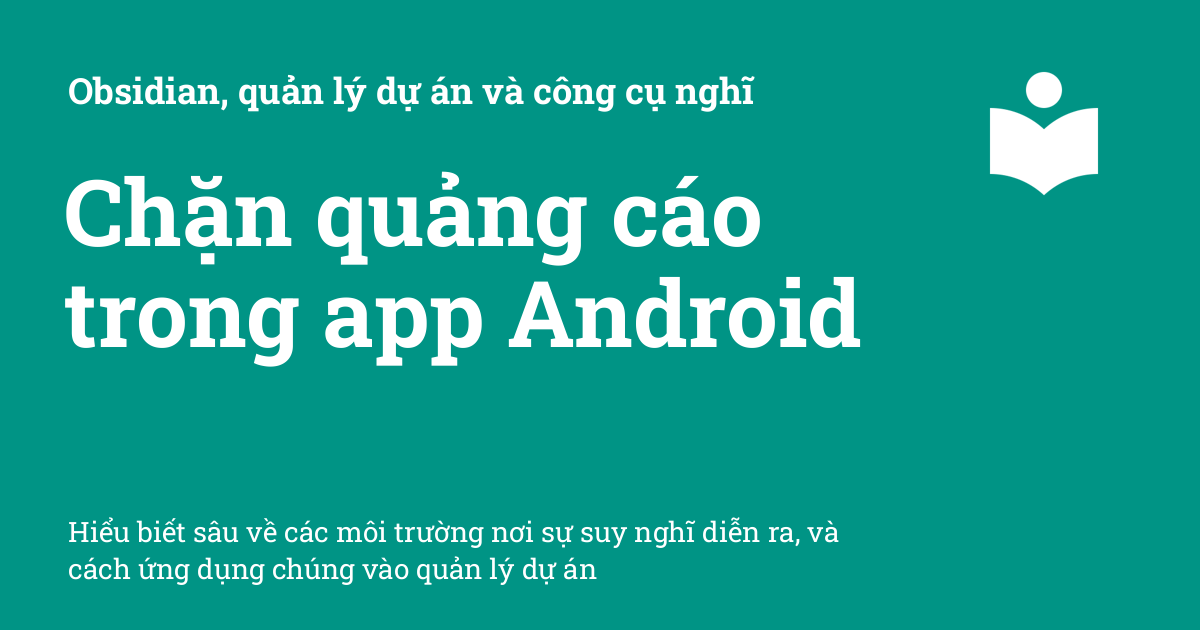 Obsidian, quản lý dự án và công cụ nghĩ
Chặn quảng cáo
trong app Android
Hiểu biết sâu về các môi trường nơi sự suy nghĩ diễn ra, và
cách ứng dụng chúng vào quản lý dự án